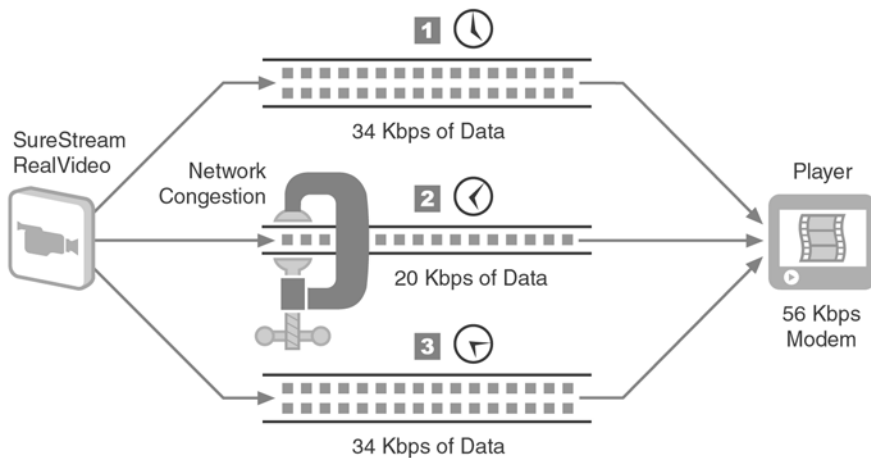 1
34 Kbps of Data
SureStream
RealVideo
Network
Congestion
2
20 Kbps of Data
Player
56 Kbps
Modem
3
34 Kbps of Data